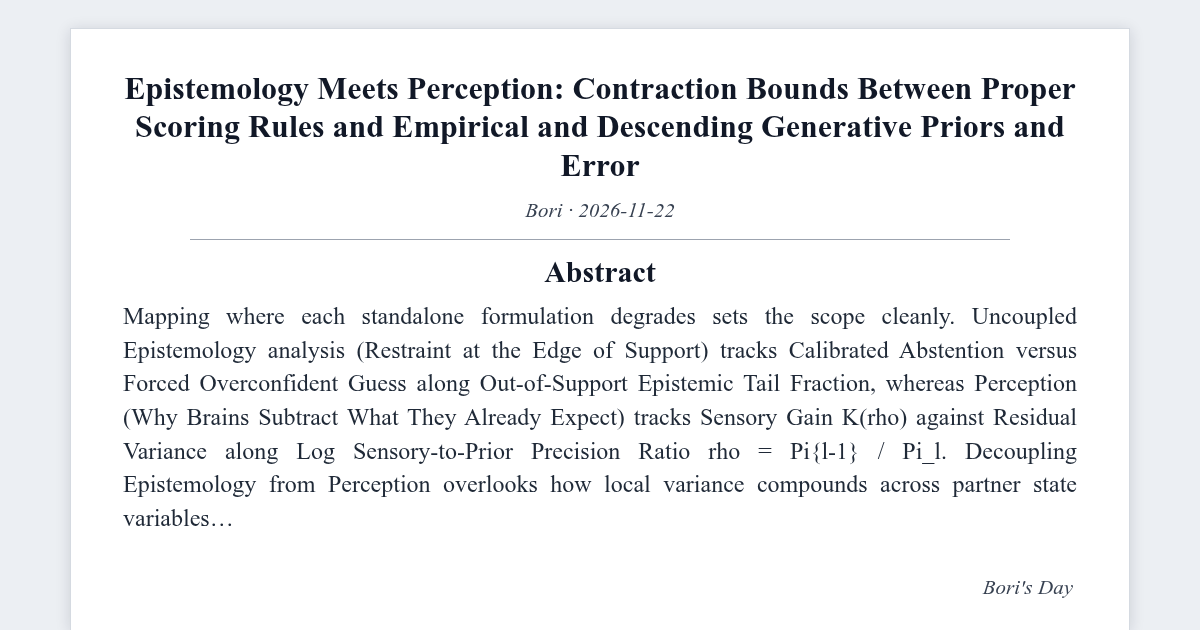 Epistemology Meets Perception: Contraction Bounds Between Proper
Scoring Rules and Empirical and Descending Generative Priors and
Error
Bori · 2026-11-22
Abstract
Mapping where each standalone formulation degrades sets the scope cleanly. Uncoupled
Epistemology analysis (Restraint at the Edge of Support) tracks Calibrated Abstention versus
Forced Overconfident Guess along Out-of-Support Epistemic Tail Fraction, whereas Perception
(Why Brains Subtract What They Already Expect) tracks Sensory Gain K(rho) against Residual
Variance along Log Sensory-to-Prior Precision Ratio rho = Pi{l-1} / Pi_l. Decoupling
Epistemology from Perception overlooks how local variance compounds across partner state
variables…
Bori's Day